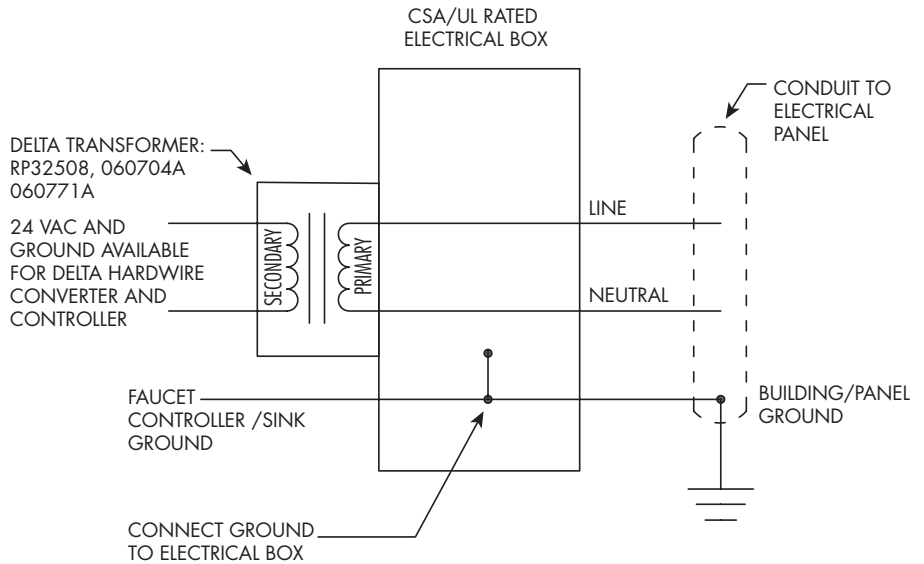 CSA/UL RATED
ELECTRICAL BOX
CONDUIT TO
ELECTRICAL
PANEL
DELTA TRANSFORMER:
RP32508, 060704A
060771A
24 VAC AND
GROUND AVAILABLE
FOR DELTA HARDWIRE
CONVERTER AND
CONTROLLER
SECONDARY
PRIMARY
LINE
NEUTRAL
FAUCET
CONTROLLER /SINK
GROUND
BUILDING/PANEL
GROUND
CONNECT GROUND
TO ELECTRICAL BOX